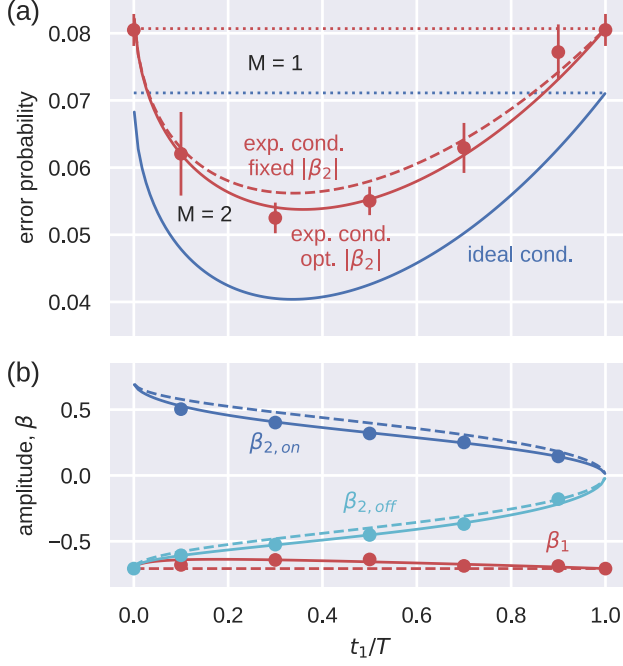 (a)
0.08
0.07
0.06
0.05
0.04
error probability
M = 1
exp. cond.
fixed |β₂|
M = 2
exp. cond.
opt. |β₂|
ideal cond.
(b)
0.5
0.0
−0.5
amplitude, β
β₂,ₒₙ
β₂,ₒff
β₁
0.0 0.2 0.4 0.6 0.8 1.0
t₁/T